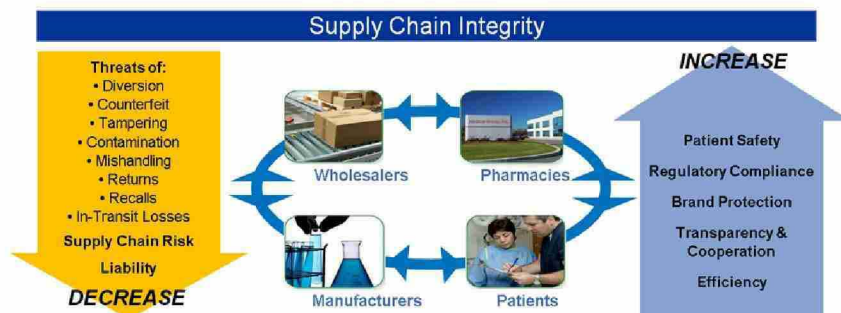 Supply Chain Integrity
Threats of:
• Diversion
• Counterfeit
• Tampering
• Contamination
• Mishandling
• Returns
• Recalls
• In-Transit Losses
Supply Chain Risk
Liability
DECREASE
Wholesalers
Pharmacies
Manufacturers
Patients
INCREASE
Patient Safety
Regulatory Compliance
Brand Protection
Transparency &
Cooperation
Efficiency